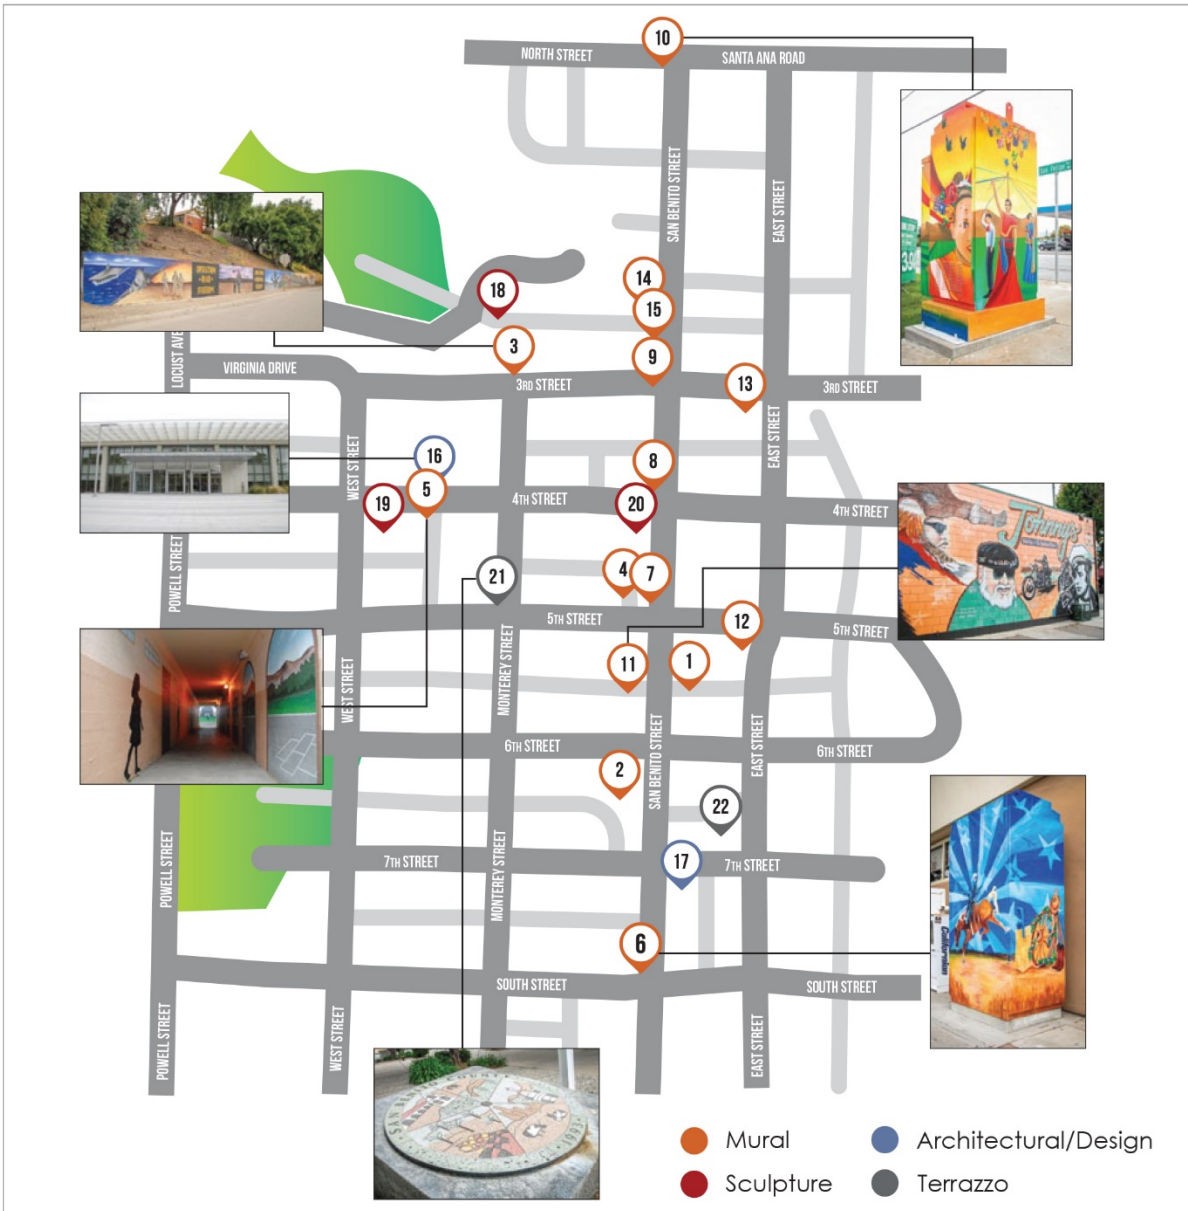 10
NORTH STREET
SANTA ANA ROAD
SAN BENITO STREET
EAST STREET
14
18
15
3
9
LOCUST AVE
VIRGINIA DRIVE
3RD STREET
13
3RD STREET
EAST STREET
16
8
WEST STREET
5
19
4TH STREET
20
4TH STREET
Johnny's
POWELL STREET
21
4
7
5TH STREET
12
5TH STREET
11
1
WEST STREET
MONTEREY STREET
6TH STREET
SAN BENITO STREET
EAST STREET
6TH STREET
2
22
POWELL STREET
7TH STREET
MONTEREY STREET
17
7TH STREET
6
Californian
SOUTH STREET
SOUTH STREET
POWELL STREET
WEST STREET
EAST STREET
Mural
Architectural/Design
Sculpture
Terrazzo